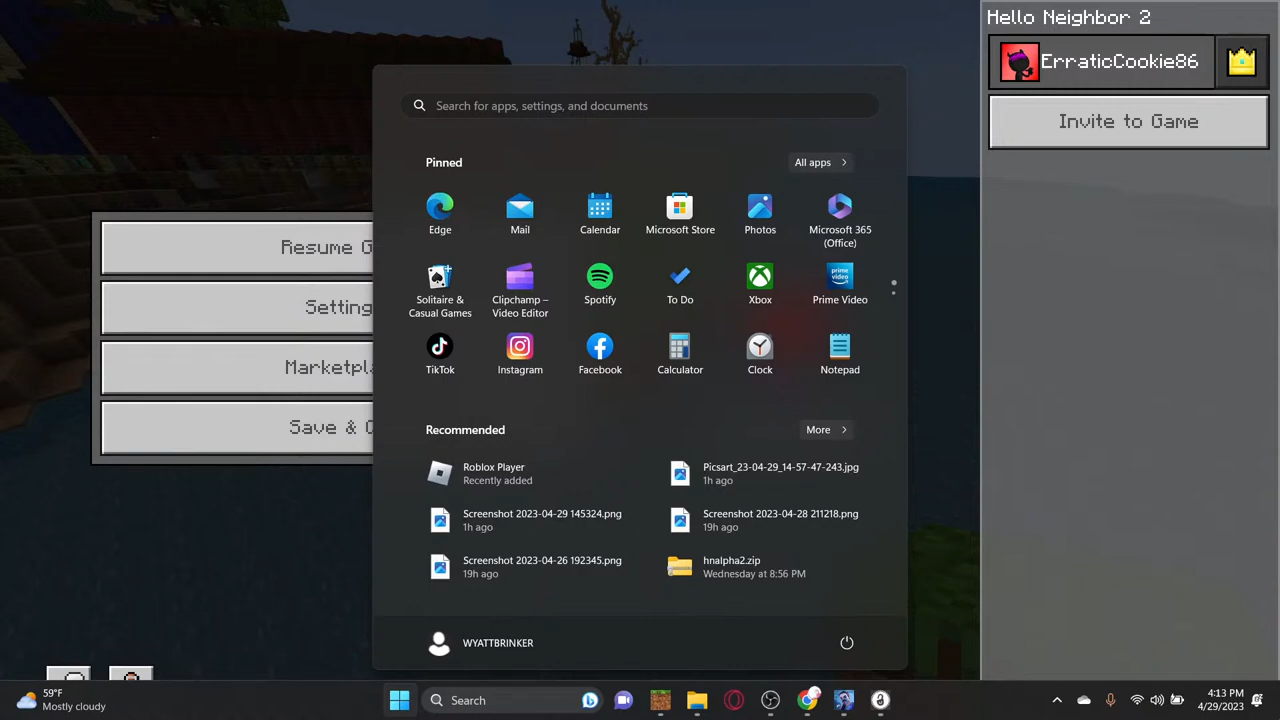 Hello Neighbor 2
ErraticCookie86
Invite to Game
Search for apps, settings, and documents
Pinned
All apps
Edge
Mail
Calendar
Microsoft Store
Photos
Microsoft 365
(Office)
Solitaire &
Casual Games
Clipchamp –
Video Editor
Spotify
To Do
Xbox
prime
video
Prime Video
TikTok
Instagram
Facebook
Calculator
Clock
Notepad
Recommended
More
Roblox Player
Recently added
Picsart_23-04-29_14-57-47-243.jpg
1h ago
Screenshot 2023-04-29 145324.png
1h ago
Screenshot 2023-04-28 211218.png
19h ago
Screenshot 2023-04-26 192345.png
19h ago
hnalpha2.zip
Wednesday at 8:56 PM
WYATTBRINKER
Resume G
Setting
Marketpl
Save &
59°F
Mostly cloudy
Search
4:13 PM
4/29/2023